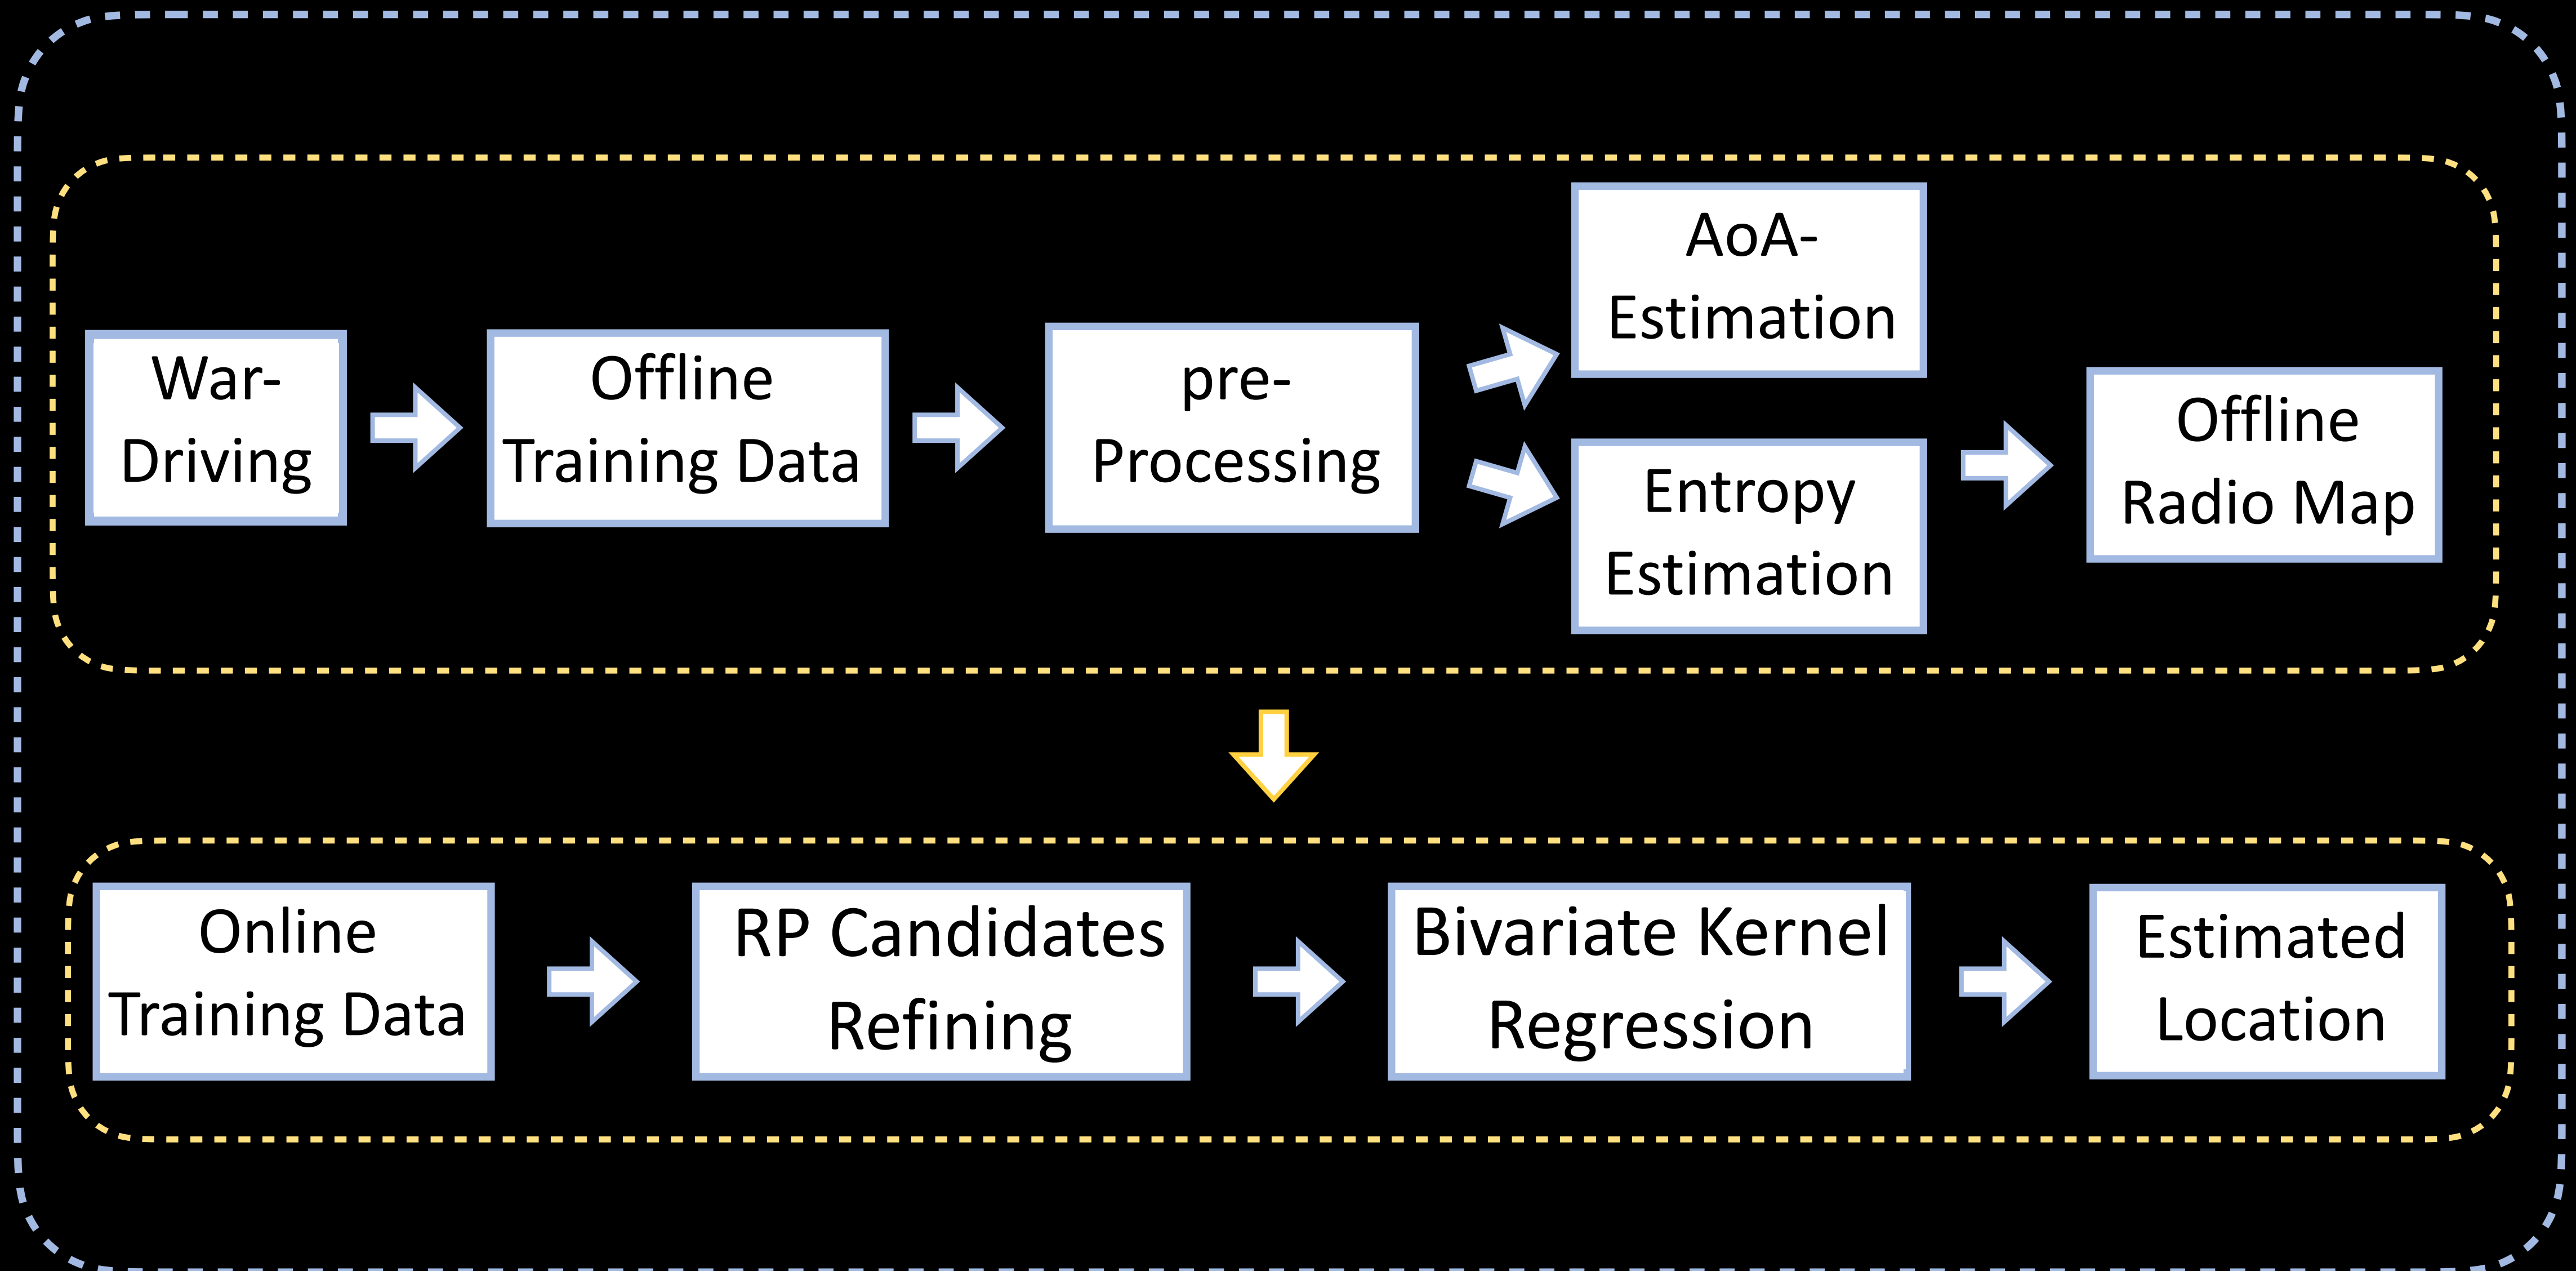 War-
Driving
Offline
Training Data
pre-
Processing
AoA-
Estimation
Entropy
Estimation
Offline
Radio Map
Online
Training Data
RP Candidates
Refining
Bivariate Kernel
Regression
Estimated
Location